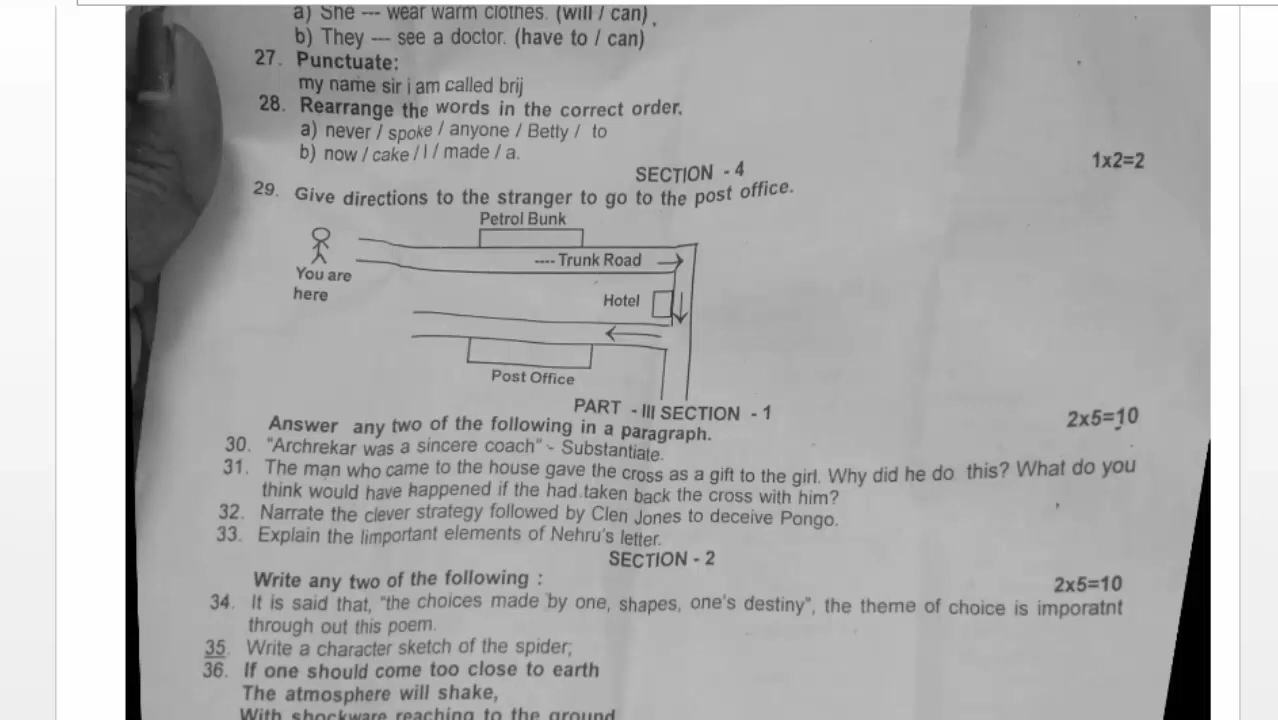 a) She --- wear warm clothes. (will / can) .
b) They --- see a doctor. (have to / can)
27. Punctuate:
my name sir i am called brij
28. Rearrange the words in the correct order.
a) never / spoke / anyone / Betty / to
b) now / cake / I / made / a.
SECTION - 4
1x2=2
29. Give directions to the stranger to go to the post office.
Petrol Bunk
---- Trunk Road
You are
here
Hotel
Post Office
PART - III SECTION - 1
Answer any two of the following in a paragraph.
2x5=10
30. "Archrekar was a sincere coach" - Substantiate.
31. The man who came to the house gave the cross as a gift to the girl. Why did he do this? What do you
think would have happened if the had taken back the cross with him?
32. Narrate the clever strategy followed by Clen Jones to deceive Pongo.
33. Explain the limportant elements of Nehru's letter.
SECTION - 2
Write any two of the following :
2x5=10
34. It is said that, "the choices made by one, shapes, one's destiny", the theme of choice is imporatnt
through out this poem.
35. Write a character sketch of the spider;
36. If one should come too close to earth
The atmosphere will shake,
With shockware reaching to the ground